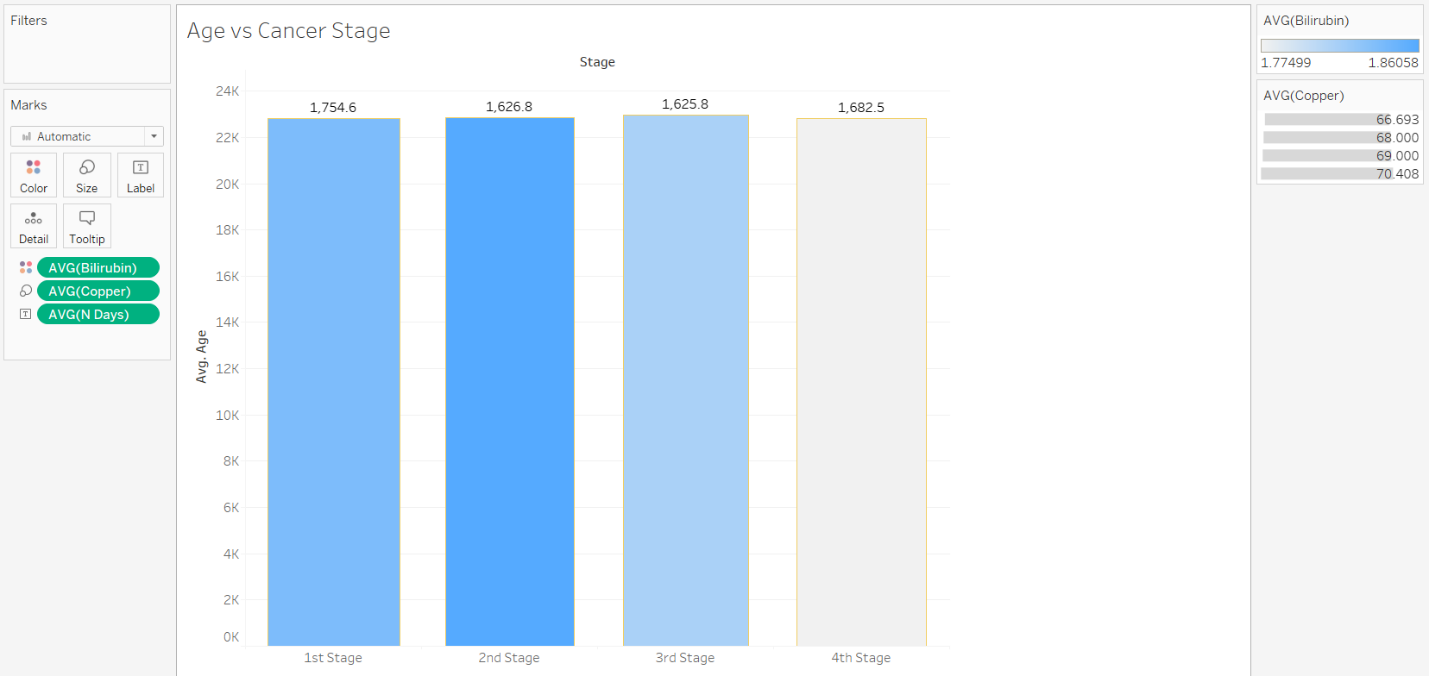 Filters
Marks
Automatic
Color Size Label
Detail Tooltip
AVG(Bilirubin)
AVG(Copper)
AVG(N Days)
Age vs Cancer Stage
Stage
Avg. Age
24K
22K
20K
18K
16K
14K
12K
10K
8K
6K
4K
2K
0K
1,754.6 1,626.8 1,625.8 1,682.5
1st Stage 2nd Stage 3rd Stage 4th Stage
AVG(Bilirubin)
1.77499 1.86058
AVG(Copper)
66.693
68.000
69.000
70.408